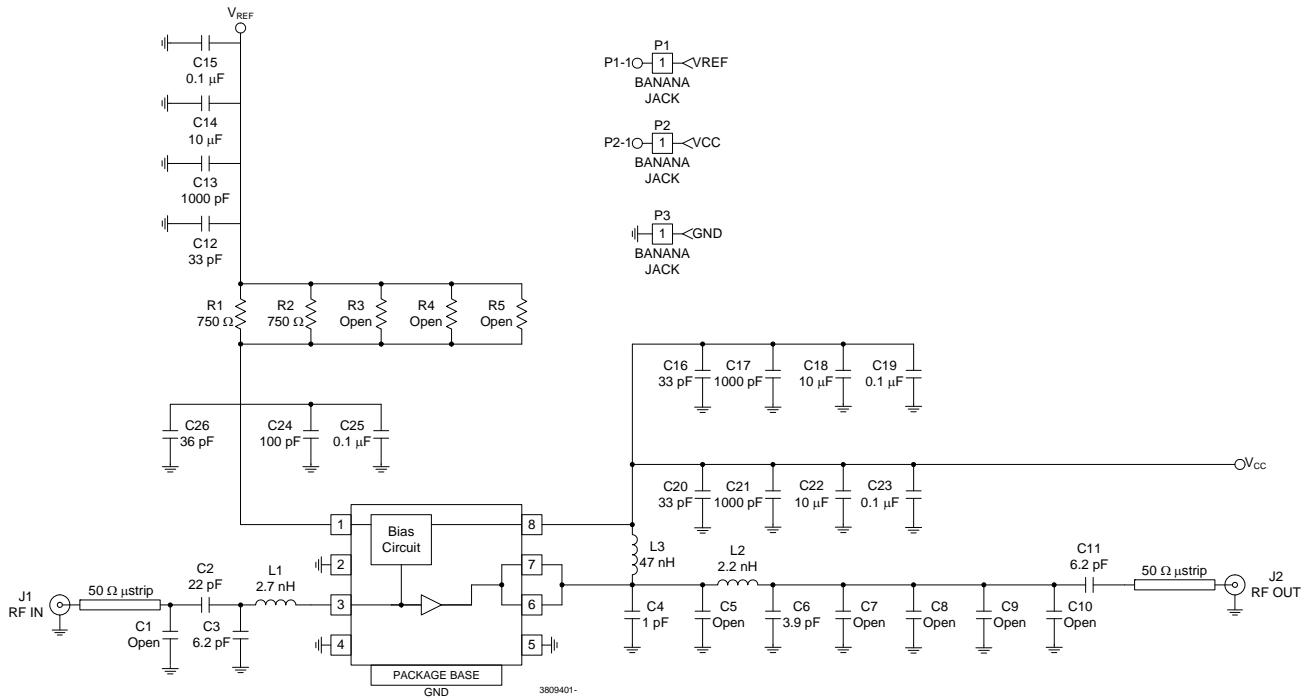 VREF
C15
0.1 µF
C14
10 µF
C13
1000 pF
C12
33 pF
P1
P1-1
1
VREF
BANANA
JACK
P2
P2-1
1
VCC
BANANA
JACK
P3
1
GND
BANANA
JACK
R1
750 Ω
R2
750 Ω
R3
Open
R4
Open
R5
Open
C16
33 pF
C17
1000 pF
C18
10 µF
C19
0.1 µF
C26
36 pF
C24
100 pF
C25
0.1 µF
VCC
C20
33 pF
C21
1000 pF
C22
10 µF
C23
0.1 µF
1
Bias
Circuit
8
2
7
3
6
4
5
L3
47 nH
L2
2.2 nH
C11
6.2 pF
50 Ω µstrip
J2
RF OUT
J1
RF IN
50 Ω µstrip
C2
22 pF
L1
2.7 nH
C1
Open
C3
6.2 pF
C4
1 pF
C5
Open
C6
3.9 pF
C7
Open
C8
Open
C9
Open
C10
Open
PACKAGE BASE
GND
3809401-